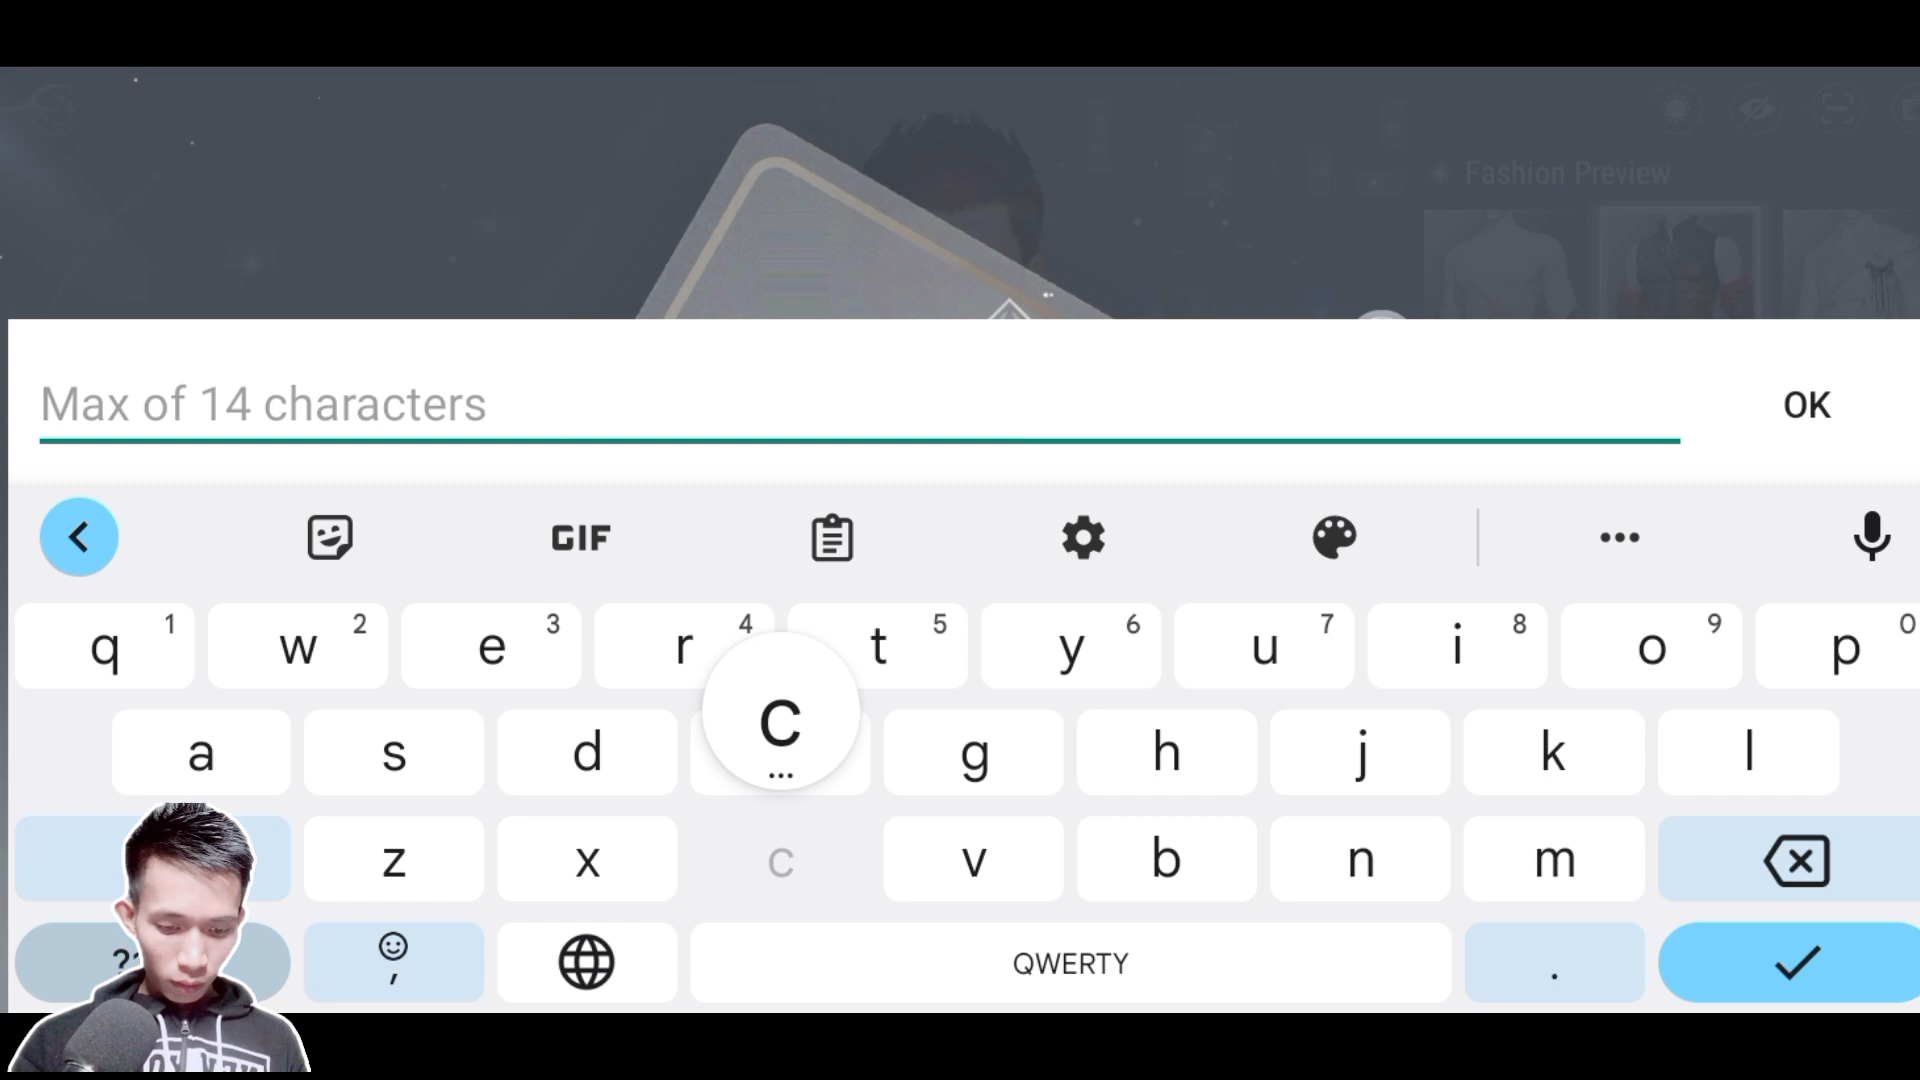 Fashion Preview
Max of 14 characters
OK
GIF
q 1 w 2 e 3 r 4 t 5 y 6 u 7 i 8 o 9 p 0
c
...
a s d g h j k l
z x c v b n m
, QWERTY .